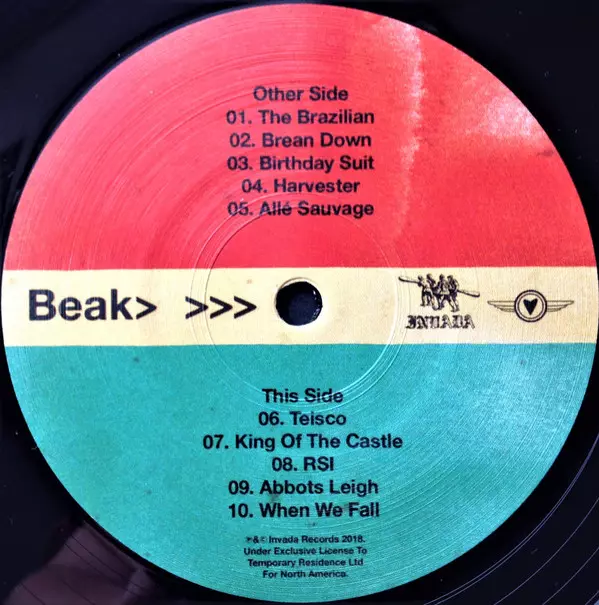 Other Side
01. The Brazilian
02. Brean Down
03. Birthday Suit
04. Harvester
05. Allé Sauvage
Beak> >>>
INVADA
This Side
06. Teisco
07. King Of The Castle
08. RSI
09. Abbots Leigh
10. When We Fall
℗&© Invada Records 2018.
Under Exclusive License To
Temporary Residence Ltd
For North America.